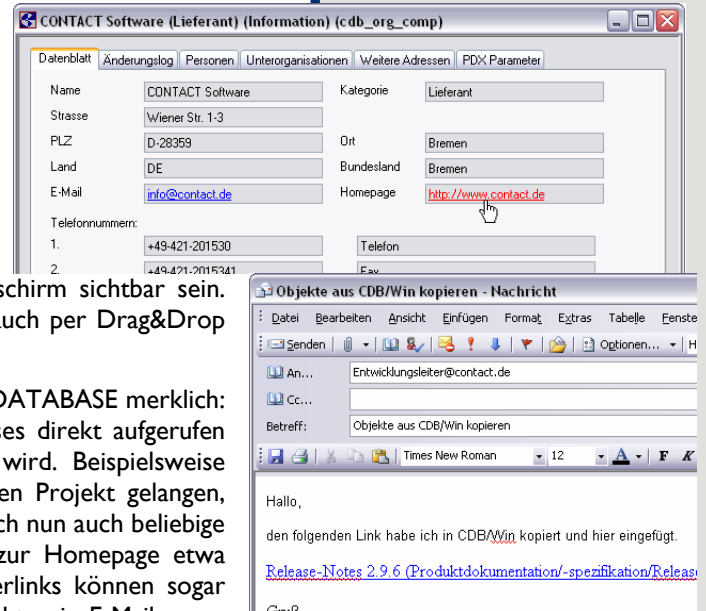 CONTACT Software (Lieferant) (Information) (cdb_org_comp)
Datenblatt Änderungslog Personen Unterorganisationen Weitere Adressen PDX Parameter
Name CONTACT Software Kategorie Lieferant
Strasse Wiener Str. 1-3
PLZ D-28359 Ort Bremen
Land DE Bundesland Bremen
E-Mail info@contact.de Homepage http://www.contact.de
Telefonnummern:
1. +49-421-201530 Telefon
2. +49-421-2015341 Fax
schirm sichtbar sein.
auch per Drag&Drop
DATABASE merklich:
ses direkt aufgerufen
wird. Beispielsweise
en Projekt gelangen,
ch nun auch beliebige
zur Homepage etwa
erlinks können sogar
Objekte aus CDB/Win kopieren - Nachricht
Datei Bearbeiten Ansicht Einfügen Format Extras Tabelle Fenste
Senden Optionen... H
An... Entwicklungsleiter@contact.de
Cc...
Betreff: Objekte aus CDB/Win kopieren
Times New Roman 12 A F K
Hallo,
den folgenden Link habe ich in CDB/Win kopiert und hier eingefügt.
Release-Notes 2.9.6 (Produktdokumentation/-spezifikation/Releas
Gruß